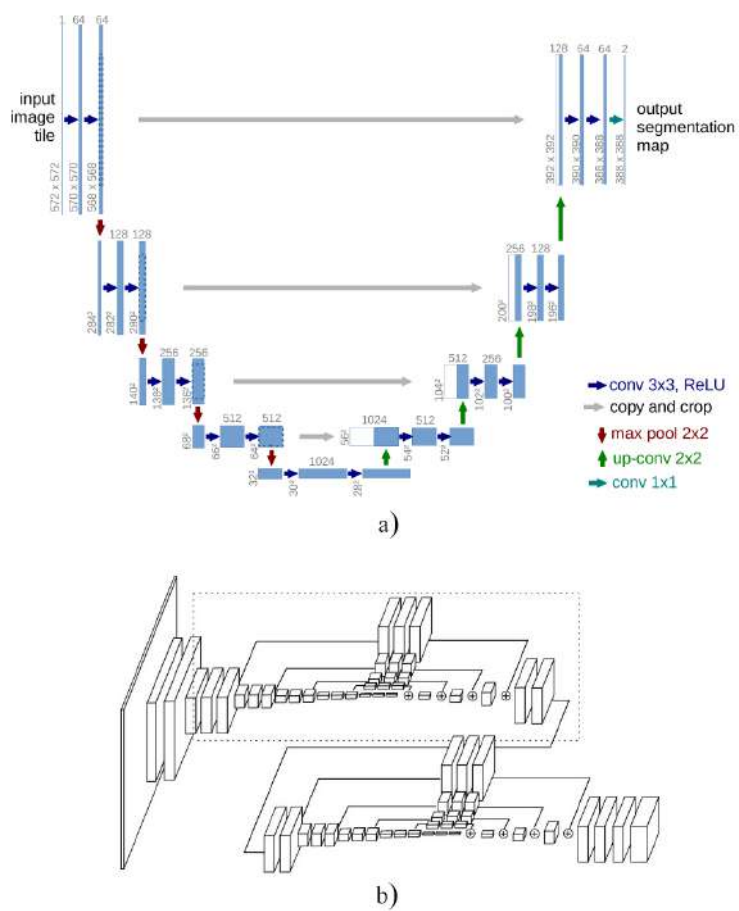 1 64 64
128 64 64 2
input
image
tile
output
segmentation
map
572 x 572
570 x 570
568 x 568
392 x 392
390 x 390
388 x 388
388 x 388
128 128
256 128
284²
282²
280²
200²
198²
196²
256 256
512 256
140²
138²
136²
104²
102²
100²
conv 3x3, ReLU
copy and crop
max pool 2x2
up-conv 2x2
conv 1x1
512 512
1024 512
68²
66²
64²
56²
54²
52²
1024
32²
30²
28²
a)
b)